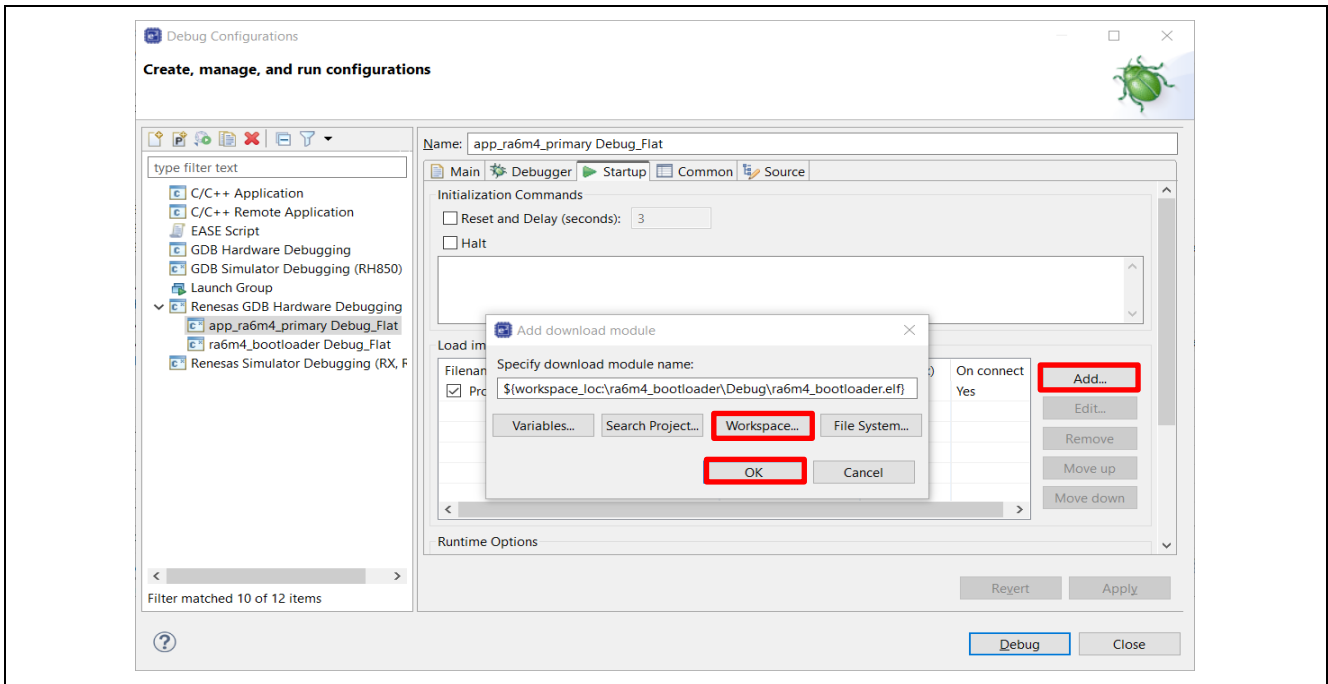 Debug Configurations
Create, manage, and run configurations
Name: app_ra6m4_primary Debug_Flat
type filter text
Main Debugger Startup Common Source
C/C++ Application
C/C++ Remote Application
EASE Script
GDB Hardware Debugging
GDB Simulator Debugging (RH850)
Launch Group
Renesas GDB Hardware Debugging
app_ra6m4_primary Debug_Flat
ra6m4_bootloader Debug_Flat
Renesas Simulator Debugging (RX, R
Filter matched 10 of 12 items
Initialization Commands
Reset and Delay (seconds): 3
Halt
Load im
Filenam
On connect
Pro
Yes
Add...
Edit...
Remove
Move up
Move down
Add download module
Specify download module name:
${workspace_loc:\ra6m4_bootloader\Debug\ra6m4_bootloader.elf}
Variables... Search Project... Workspace... File System...
OK Cancel
Runtime Options
Revert Apply
Debug Close